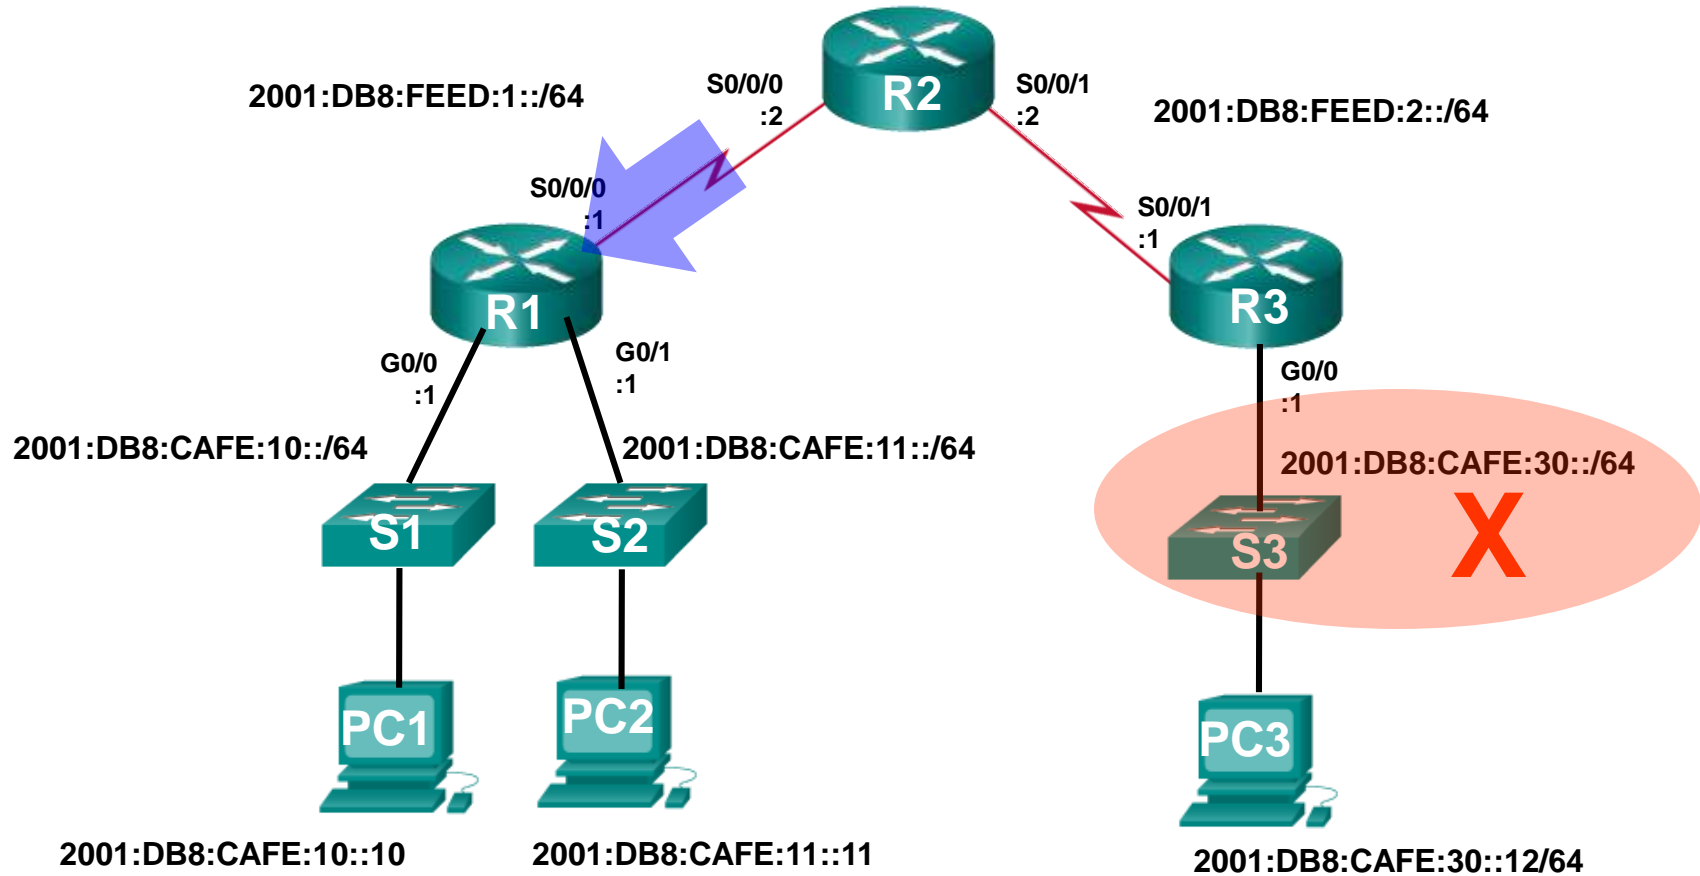 R2
S0/0/0
:2
S0/0/1
:2
2001:DB8:FEED:1::/64
2001:DB8:FEED:2::/64
S0/0/0
:1
S0/0/1
:1
R1
R3
G0/0
:1
G0/1
:1
G0/0
:1
2001:DB8:CAFE:10::/64
2001:DB8:CAFE:11::/64
2001:DB8:CAFE:30::/64
S1
S2
S3
X
PC1
PC2
PC3
2001:DB8:CAFE:10::10
2001:DB8:CAFE:11::11
2001:DB8:CAFE:30::12/64